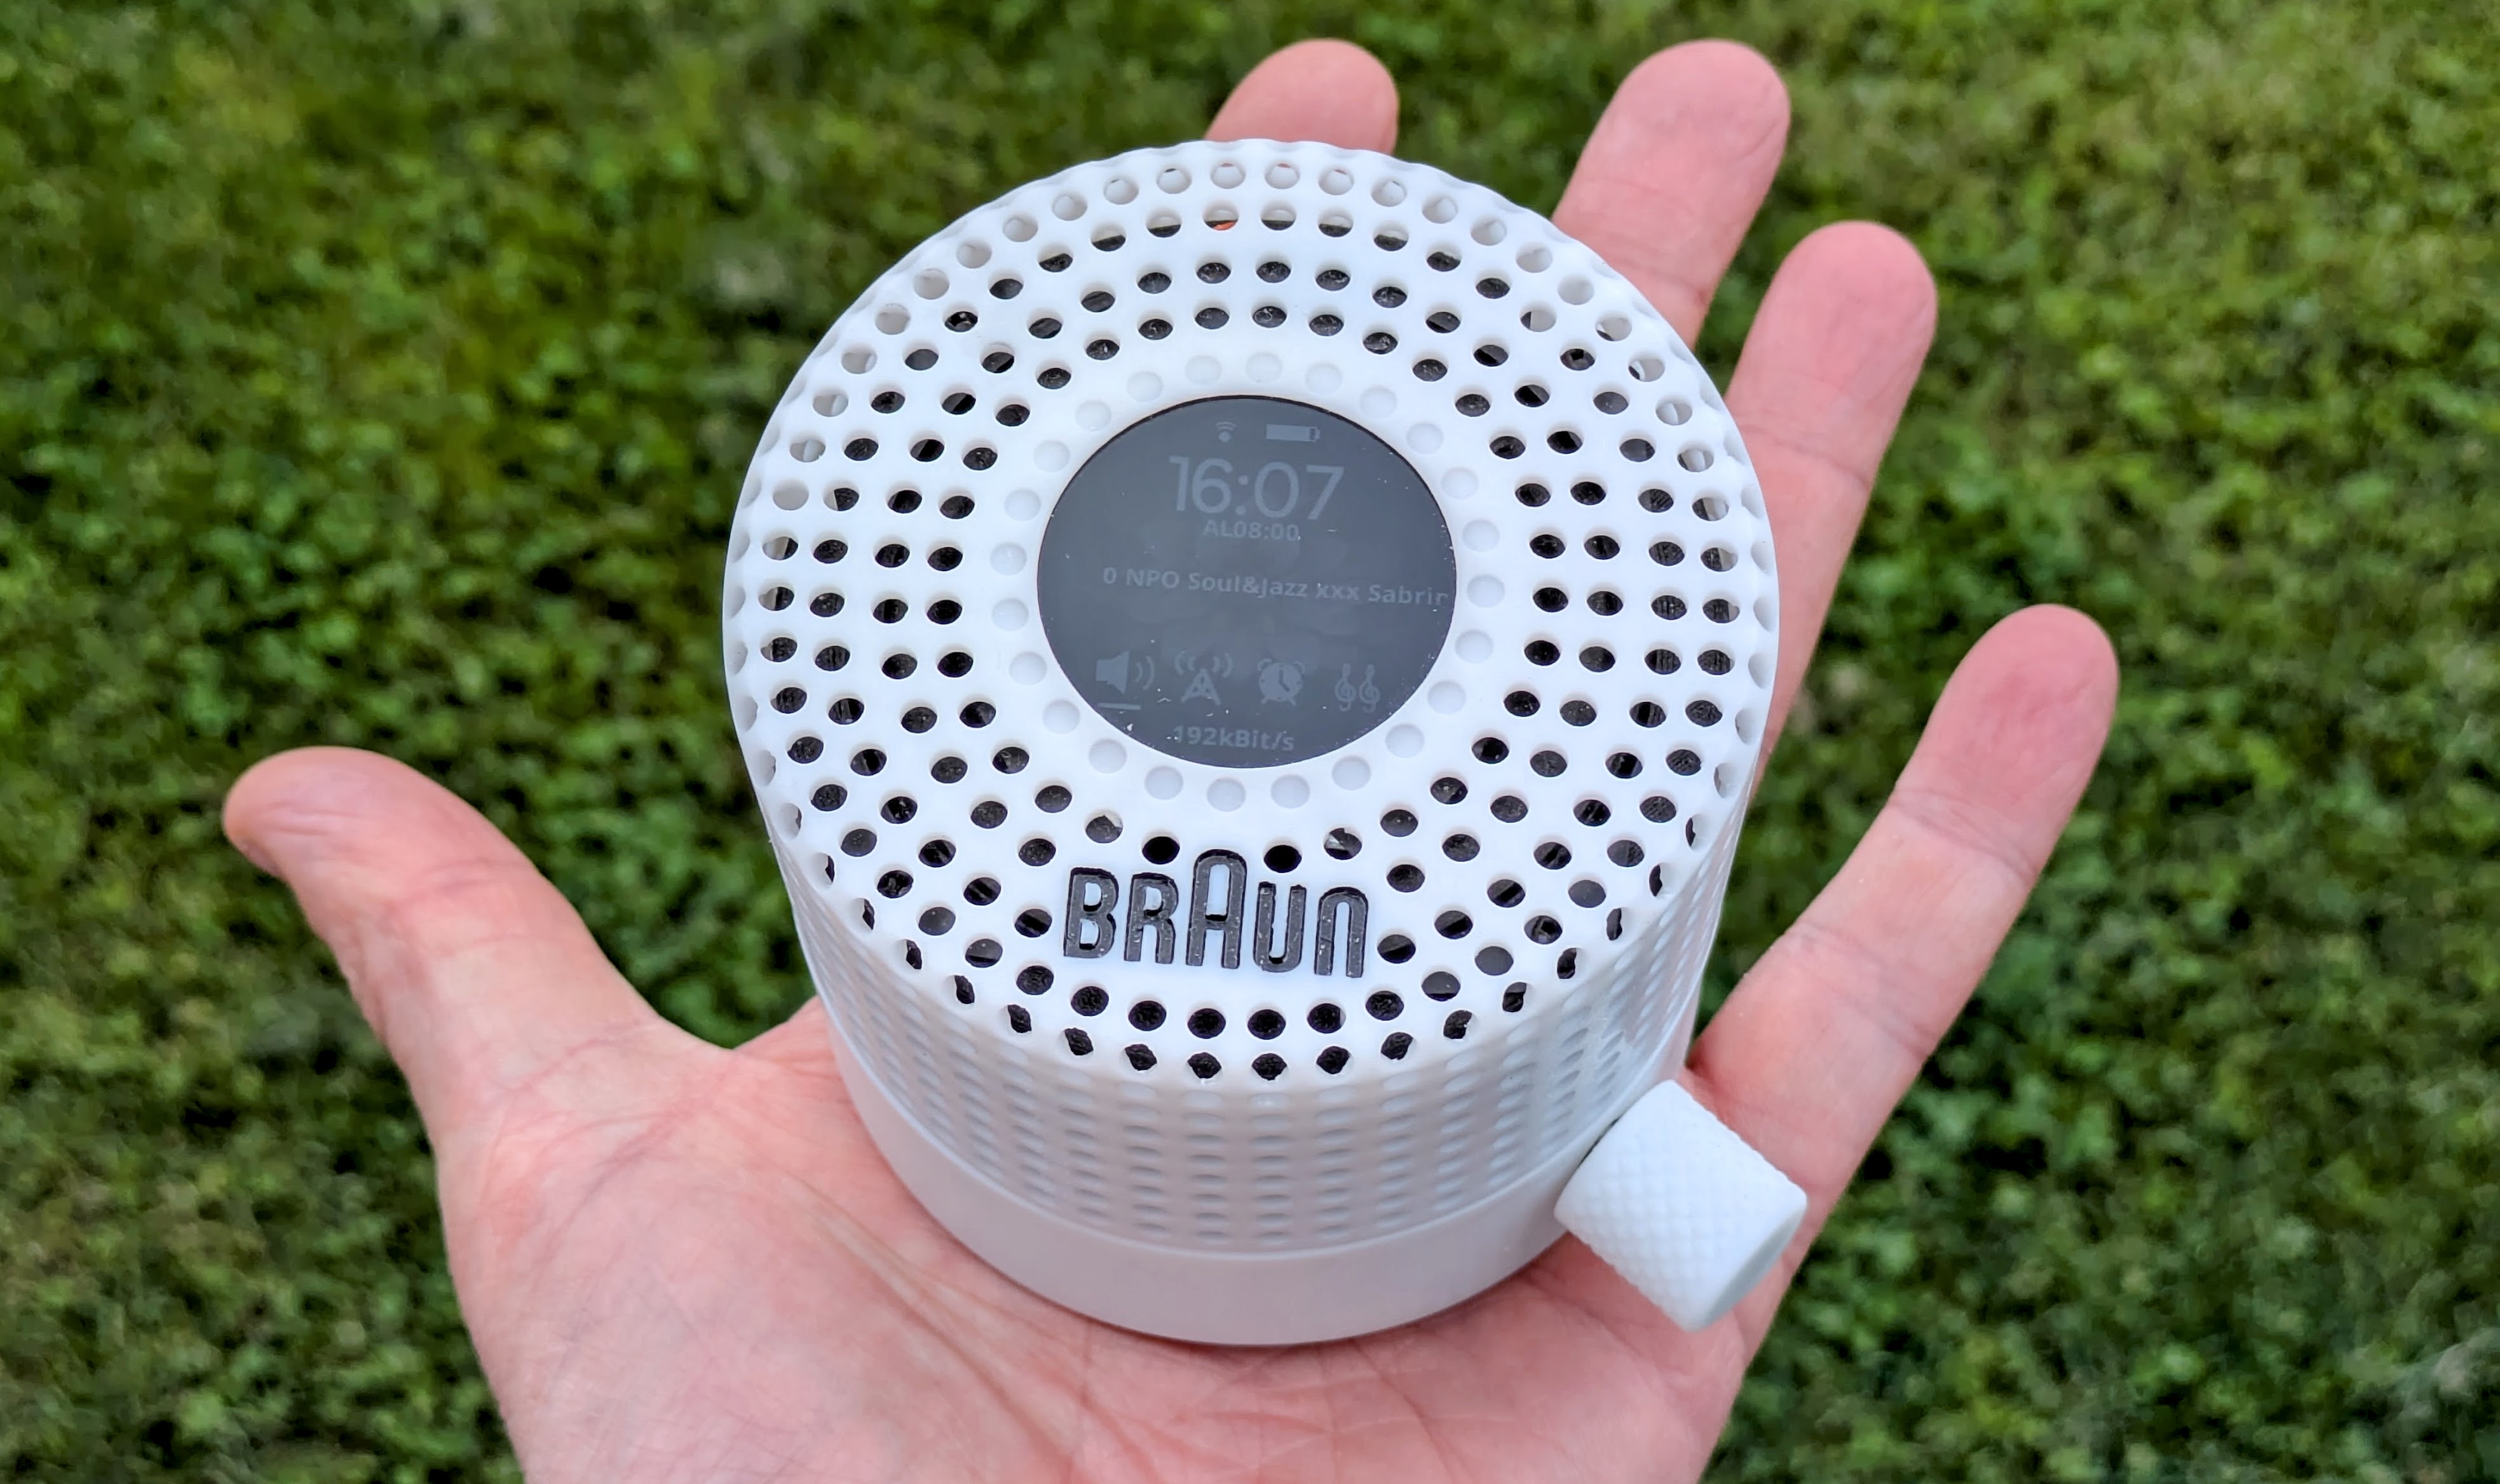 16:07
AL08:00
0 NPO Soul&Jazz xxx Sabrin
192kBit/s
BRAUN